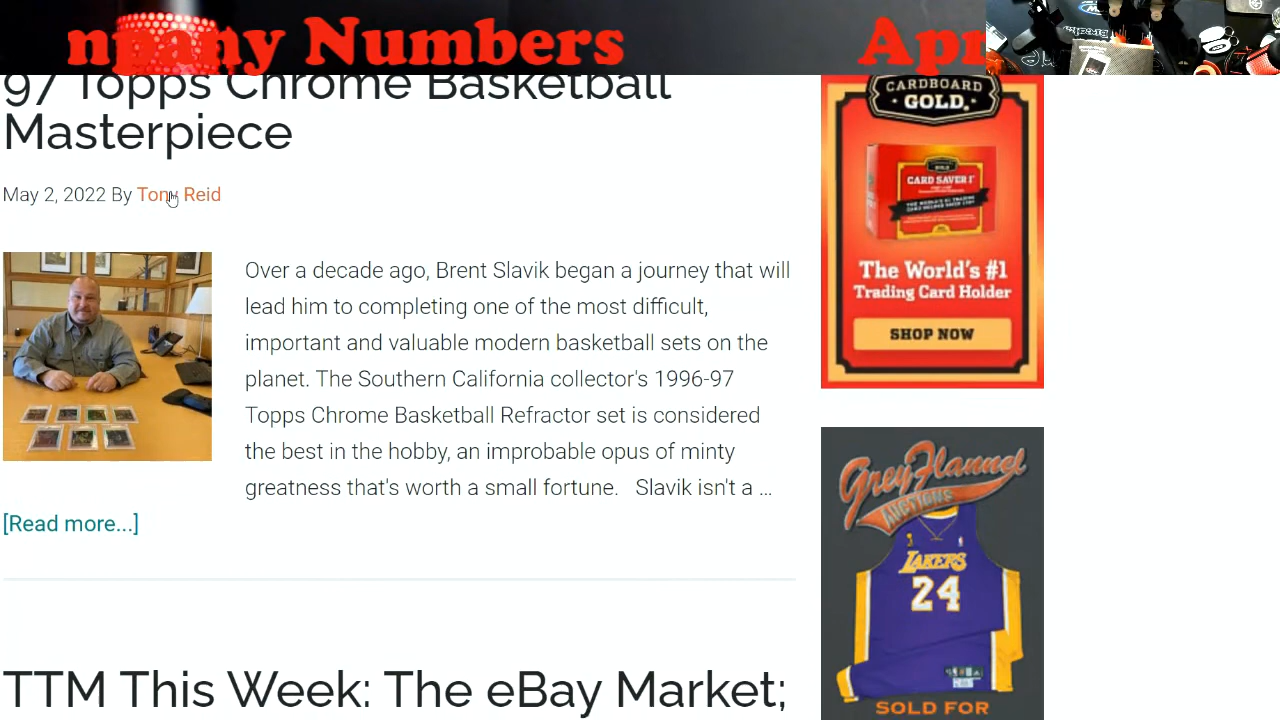 npany Numbers
Apr
97 Topps Chrome Basketball
Masterpiece
May 2, 2022 By Tony Reid
Over a decade ago, Brent Slavik began a journey that will
lead him to completing one of the most difficult,
important and valuable modern basketball sets on the
planet. The Southern California collector's 1996-97
Topps Chrome Basketball Refractor set is considered
the best in the hobby, an improbable opus of minty
greatness that's worth a small fortune. Slavik isn't a ...
[Read more...]
TTM This Week: The eBay Market;
CARDBOARD
GOLD
CARD SAVER I
The World's #1
Trading Card Holder
SHOP NOW
Grey Flannel
AUCTIONS
LAKERS
24
SOLD FOR